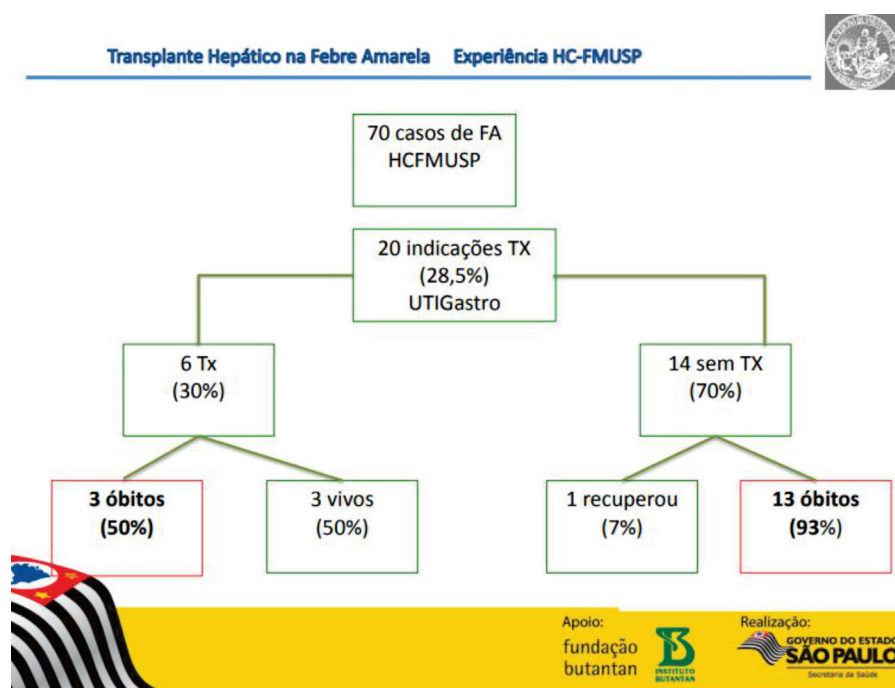 Transplante Hepático na Febre Amarela Experiência HC-FMUSP
70 casos de FA
HCFMUSP
20 indicações TX
(28,5%)
UTIGastro
6 Tx
(30%)
14 sem TX
(70%)
3 óbitos
(50%)
3 vivos
(50%)
1 recuperou
(7%)
13 óbitos
(93%)
Apoio:
fundação
butantan
INSTITUTO
BUTANTAN
Realização:
GOVERNO DO ESTADO
SÃO PAULO
Secretaria da Saúde